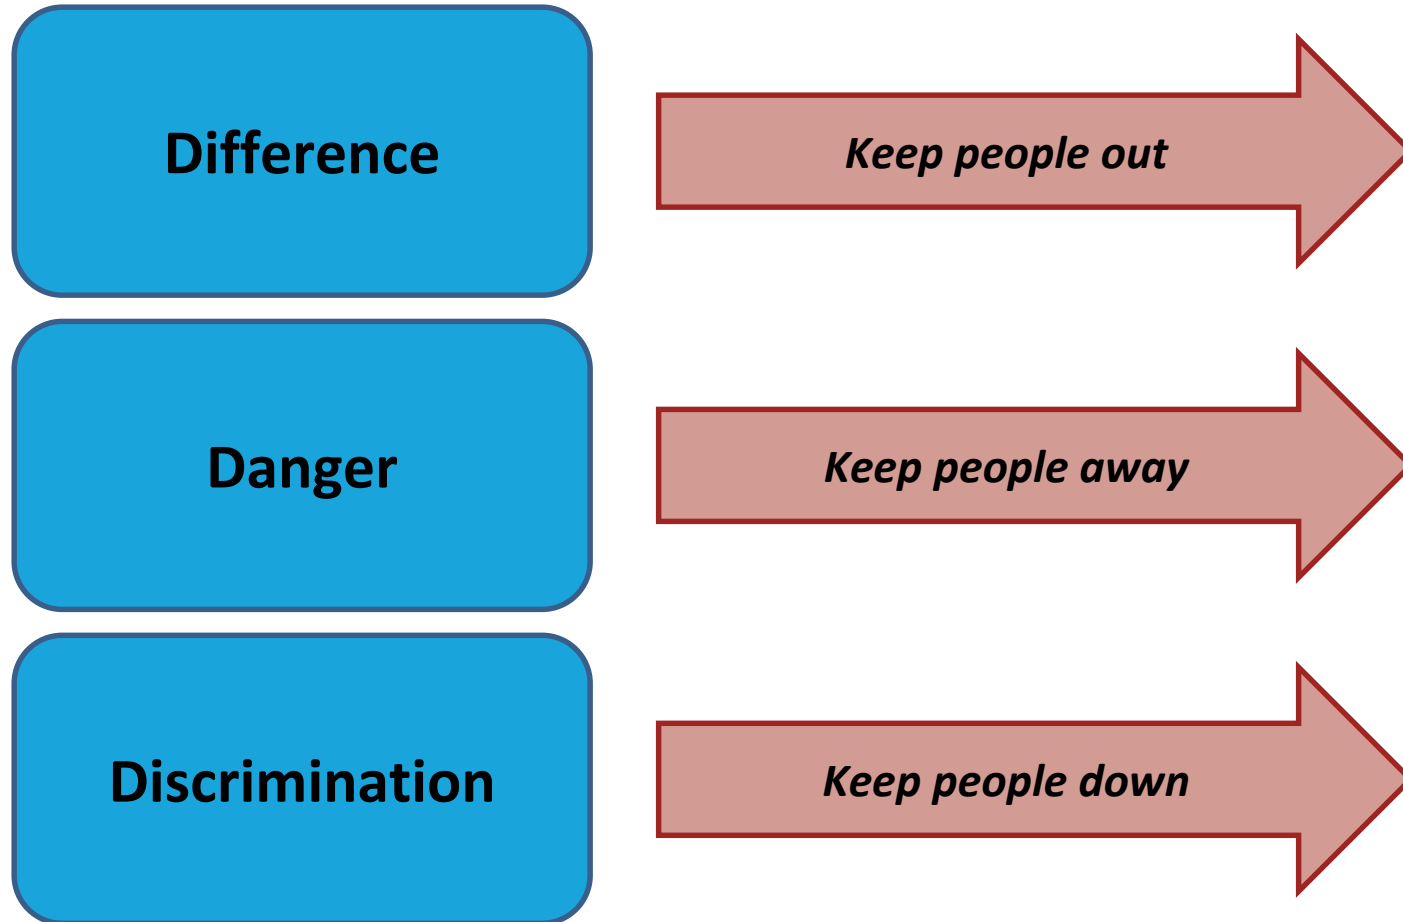 Difference
Keep people out
Danger
Keep people away
Discrimination
Keep people down